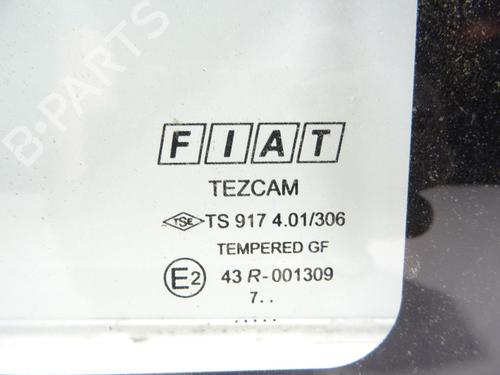 B-PARTS
FIAT
TEZCAM
TSE TS 917 4.01/306
TEMPERED GF
E2 43 R-001309
7..
.....